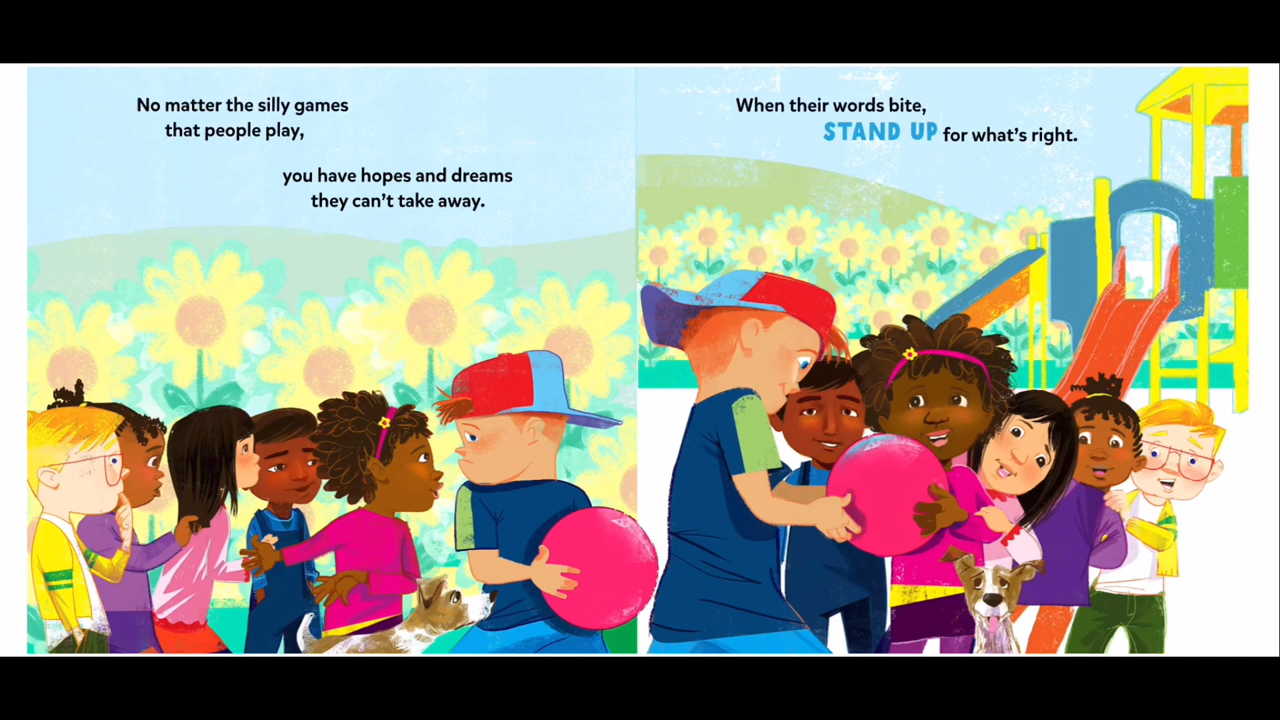 No matter the silly games
that people play,
you have hopes and dreams
they can't take away.
When their words bite,
STAND UP for what's right.